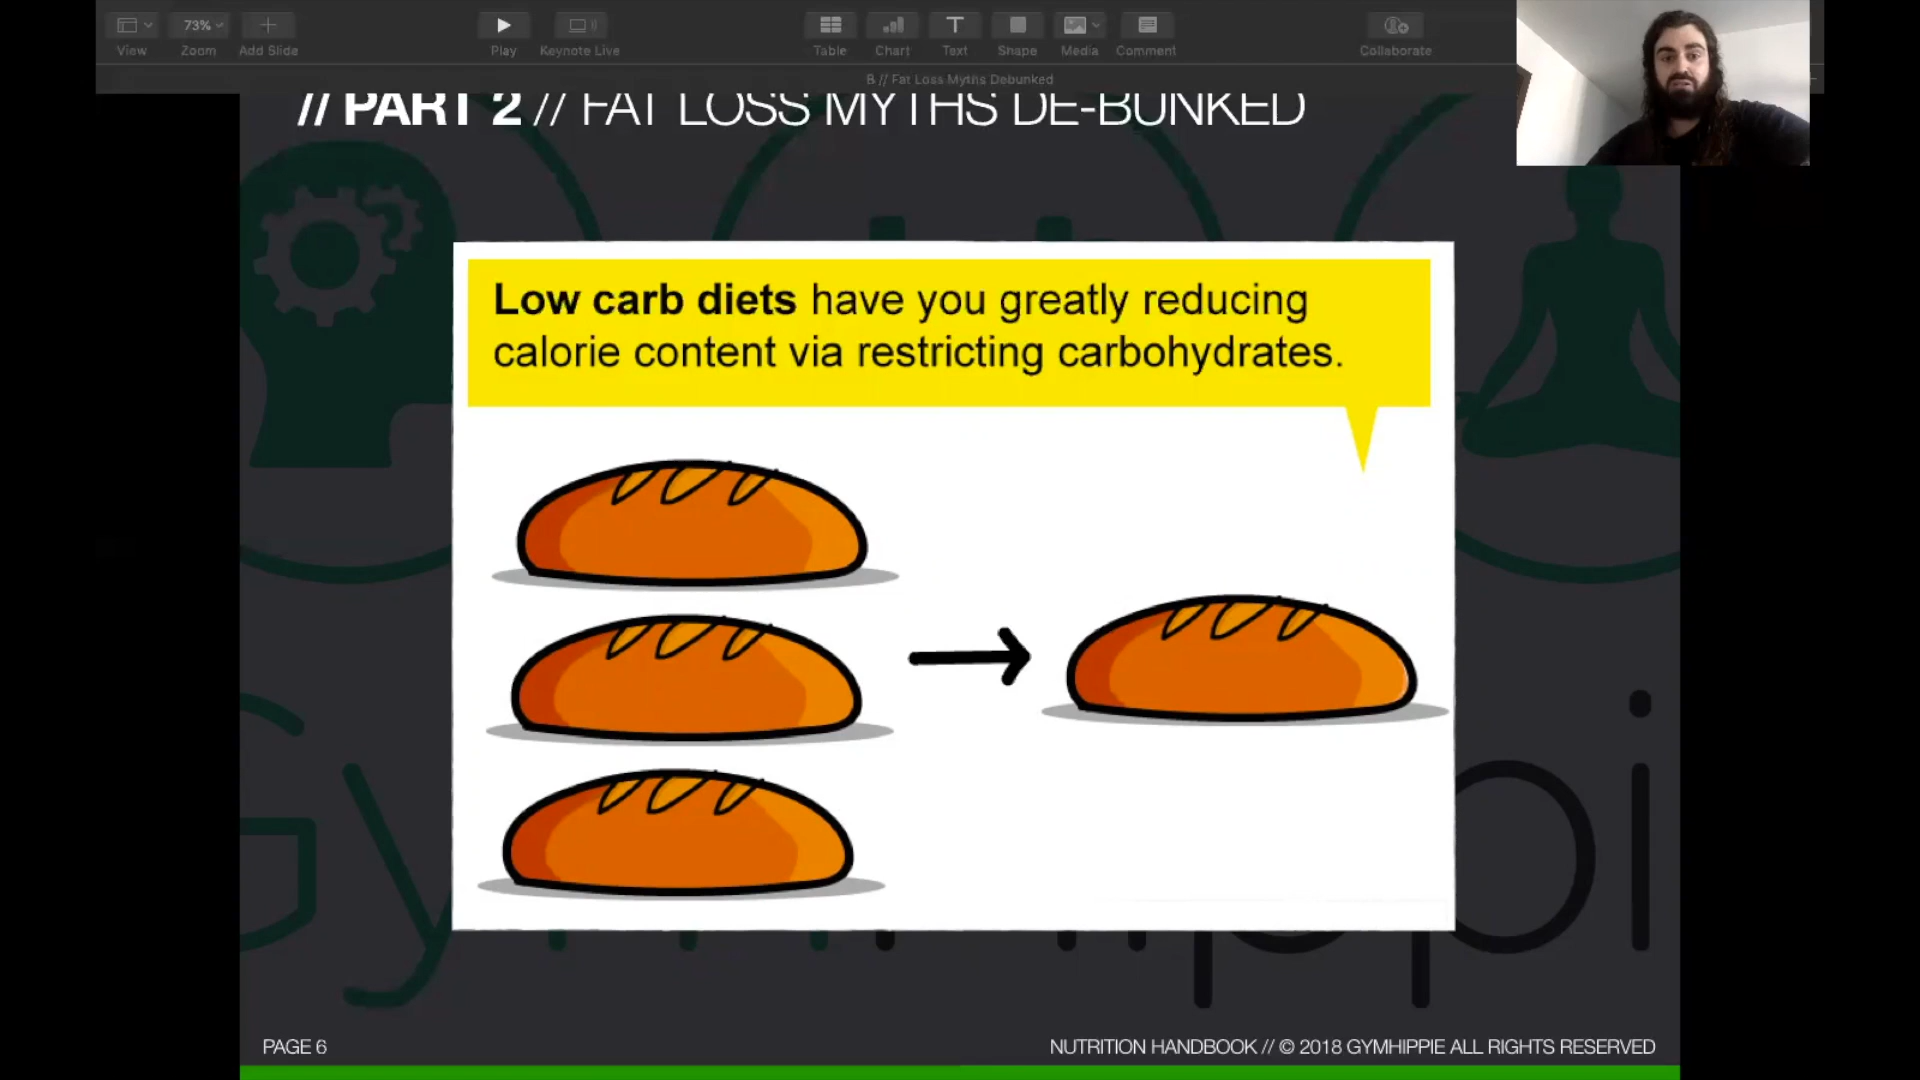 View
73%
Zoom
Add Slide
Play
Keynote Live
Table
Chart
Text
Shape
Media
Comment
Collaborate
B // Fat Loss Myths Debunked
// PART 2 // FAT LOSS MYTHS DE-BUNKED
Low carb diets have you greatly reducing
calorie content via restricting carbohydrates.
PAGE 6
NUTRITION HANDBOOK // © 2018 GYMHIPPIE ALL RIGHTS RESERVED